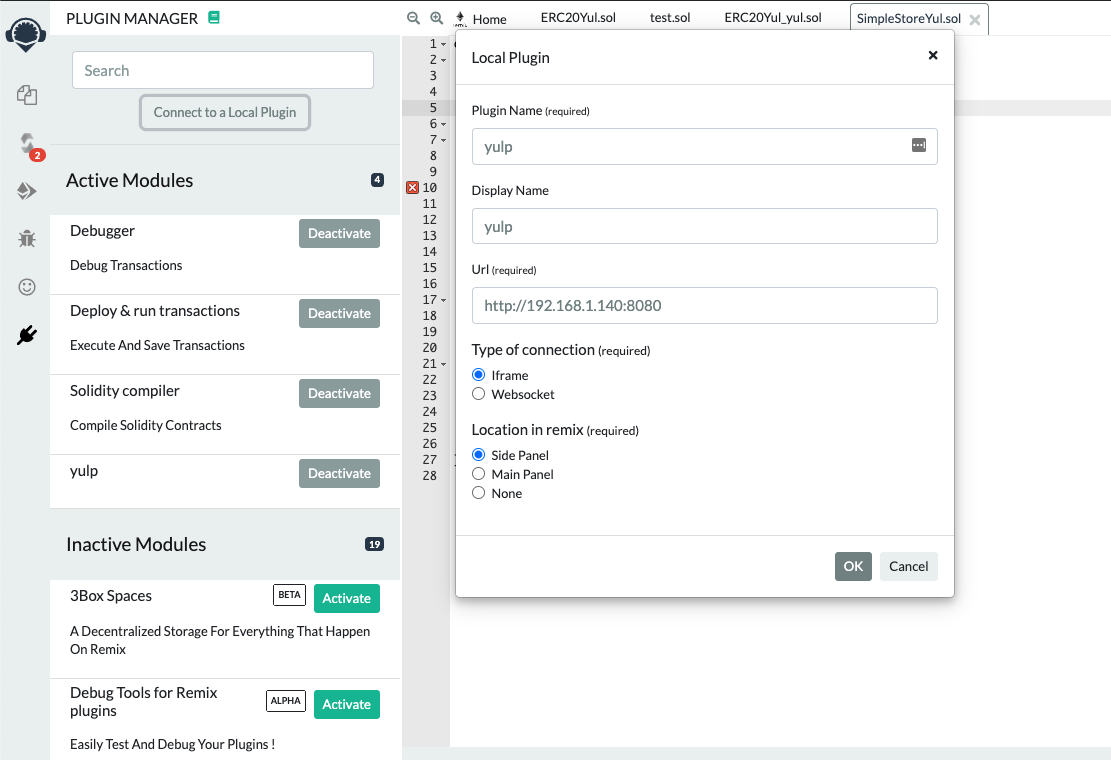 PLUGIN MANAGER
Home
ERC20Yul.sol
test.sol
ERC20Yul_yul.sol
SimpleStoreYul.sol
Search
Connect to a Local Plugin
2
Active Modules
4
Debugger
Deactivate
Debug Transactions
Deploy & run transactions
Deactivate
Execute And Save Transactions
Solidity compiler
Deactivate
Compile Solidity Contracts
yulp
Deactivate
Inactive Modules
19
3Box Spaces
BETA
Activate
A Decentralized Storage For Everything That Happen
On Remix
Debug Tools for Remix
plugins
ALPHA
Activate
Easily Test And Debug Your Plugins !
1
2
3
4
5
6
7
8
9
10
11
12
13
14
15
16
17
18
19
20
21
22
23
24
25
26
27
28
Local Plugin
Plugin Name (required)
yulp
Display Name
yulp
Url (required)
http://192.168.1.140:8080
Type of connection (required)
Iframe
Websocket
Location in remix (required)
Side Panel
Main Panel
None
OK
Cancel